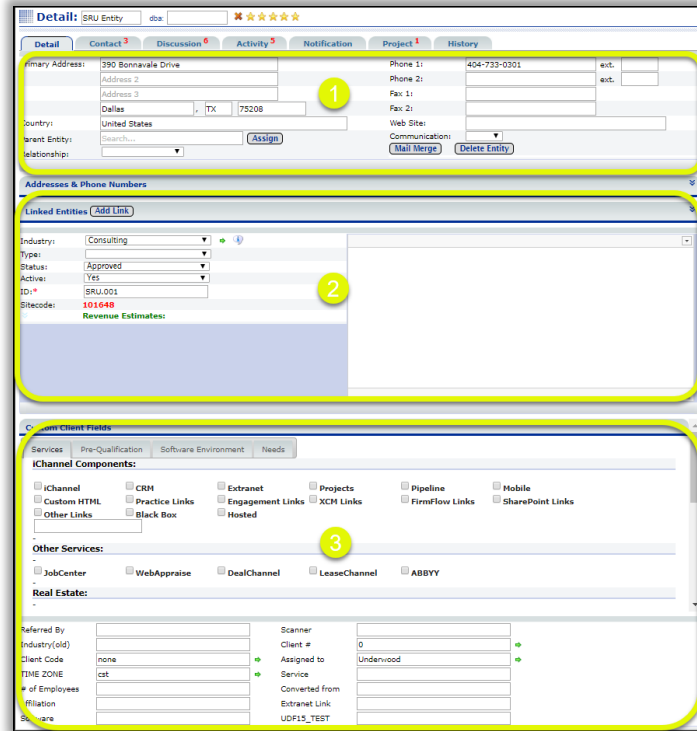 Detail: SRU Entity dba:
Detail Contact 3 Discussion 6 Activity 5 Notification Project 1 History
Primary Address: 390 Bonnavale Drive Phone 1: 404-733-0301 ext.
Address 2 Phone 2: ext.
Address 3 Fax 1:
1
Dallas , TX 75208 Fax 2:
Country: United States Web Site:
Parent Entity: Search... Assign Communication:
Relationship: Mail Merge Delete Entity
Addresses & Phone Numbers
Linked Entities Add Link
Industry: Consulting
Type:
Status: Approved
Active: Yes
ID:* SRU.001
2
Sitecode: 101648
Revenue Estimates:
Custom Client Fields
Services Pre-Qualification Software Environment Needs
iChannel Components:
iChannel CRM Extranet Projects Pipeline Mobile
Custom HTML Practice Links Engagement Links XCM Links FirmFlow Links SharePoint Links
Other Links Black Box Hosted
-
3
Other Services:
-
JobCenter WebAppraise DealChannel LeaseChannel ABBYY
-
Real Estate:
-
Referred By Scanner
Industry(old) Client # 0
Client Code none Assigned to Underwood
TIME ZONE cst Service
# of Employees Converted from
Affiliation Extranet Link
Software UDF15_TEST